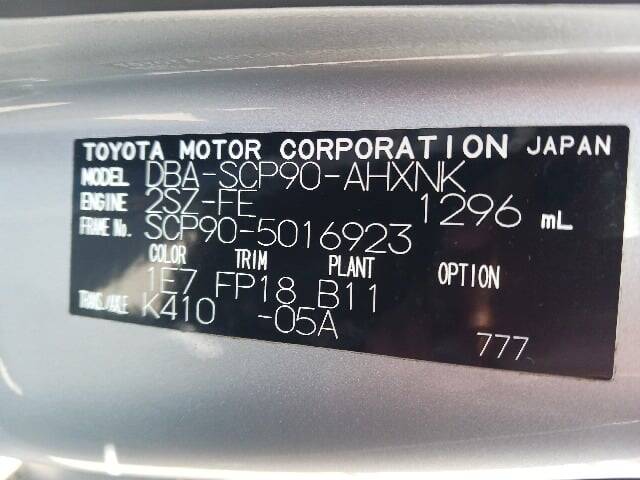 TOYOTA MOTOR CORPORATION JAPAN
MODEL DBA-SCP90-AHXNK
ENGINE 2SZ-FE 1296 mL
FRAME No. SCP90-5016923
COLOR TRIM PLANT OPTION
1E7 FP18 B11
TRANS./AXLE K410 -05A
777